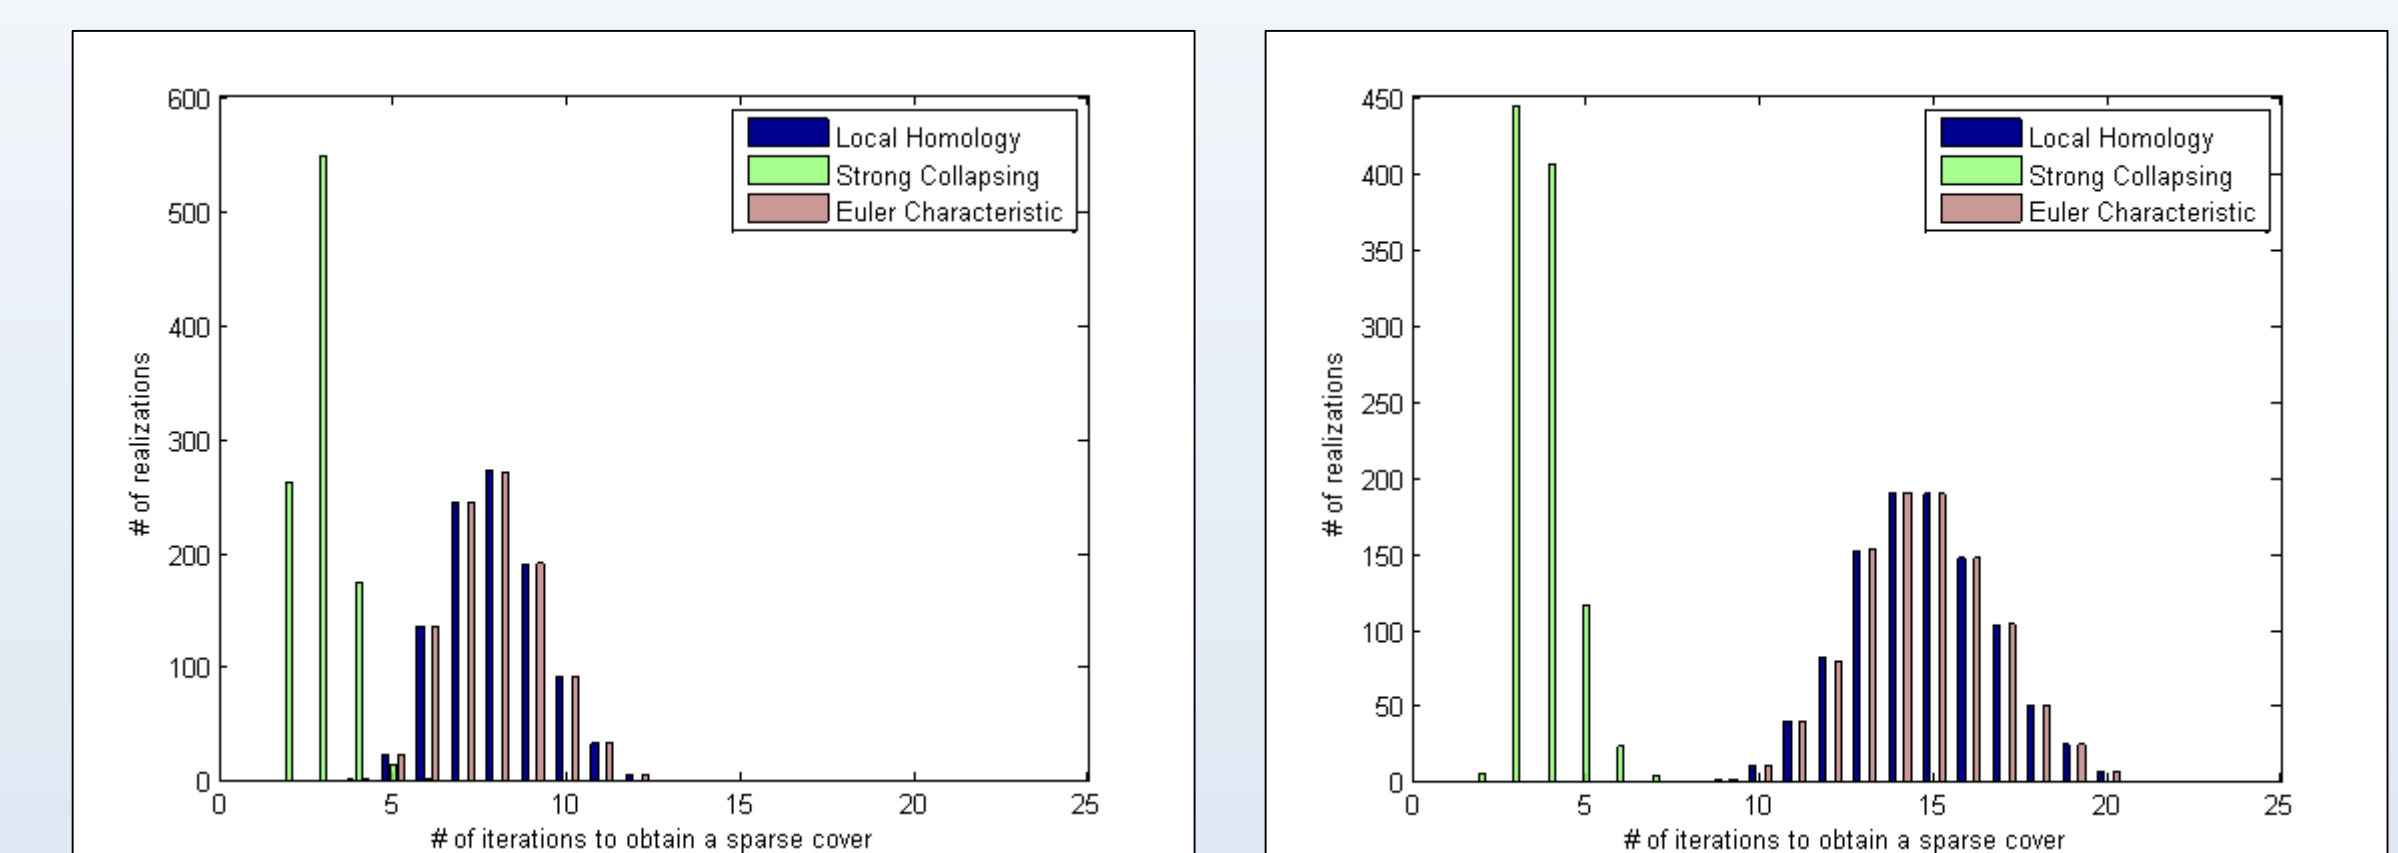 600
500
400
300
200
100
0
0 5 10 15 20 25
# of realizations
# of iterations to obtain a sparse cover
Local Homology
Strong Collapsing
Euler Characteristic
450
400
350
300
250
200
150
100
50
0
0 5 10 15 20 25
# of realizations
# of iterations to obtain a sparse cover
Local Homology
Strong Collapsing
Euler Characteristic